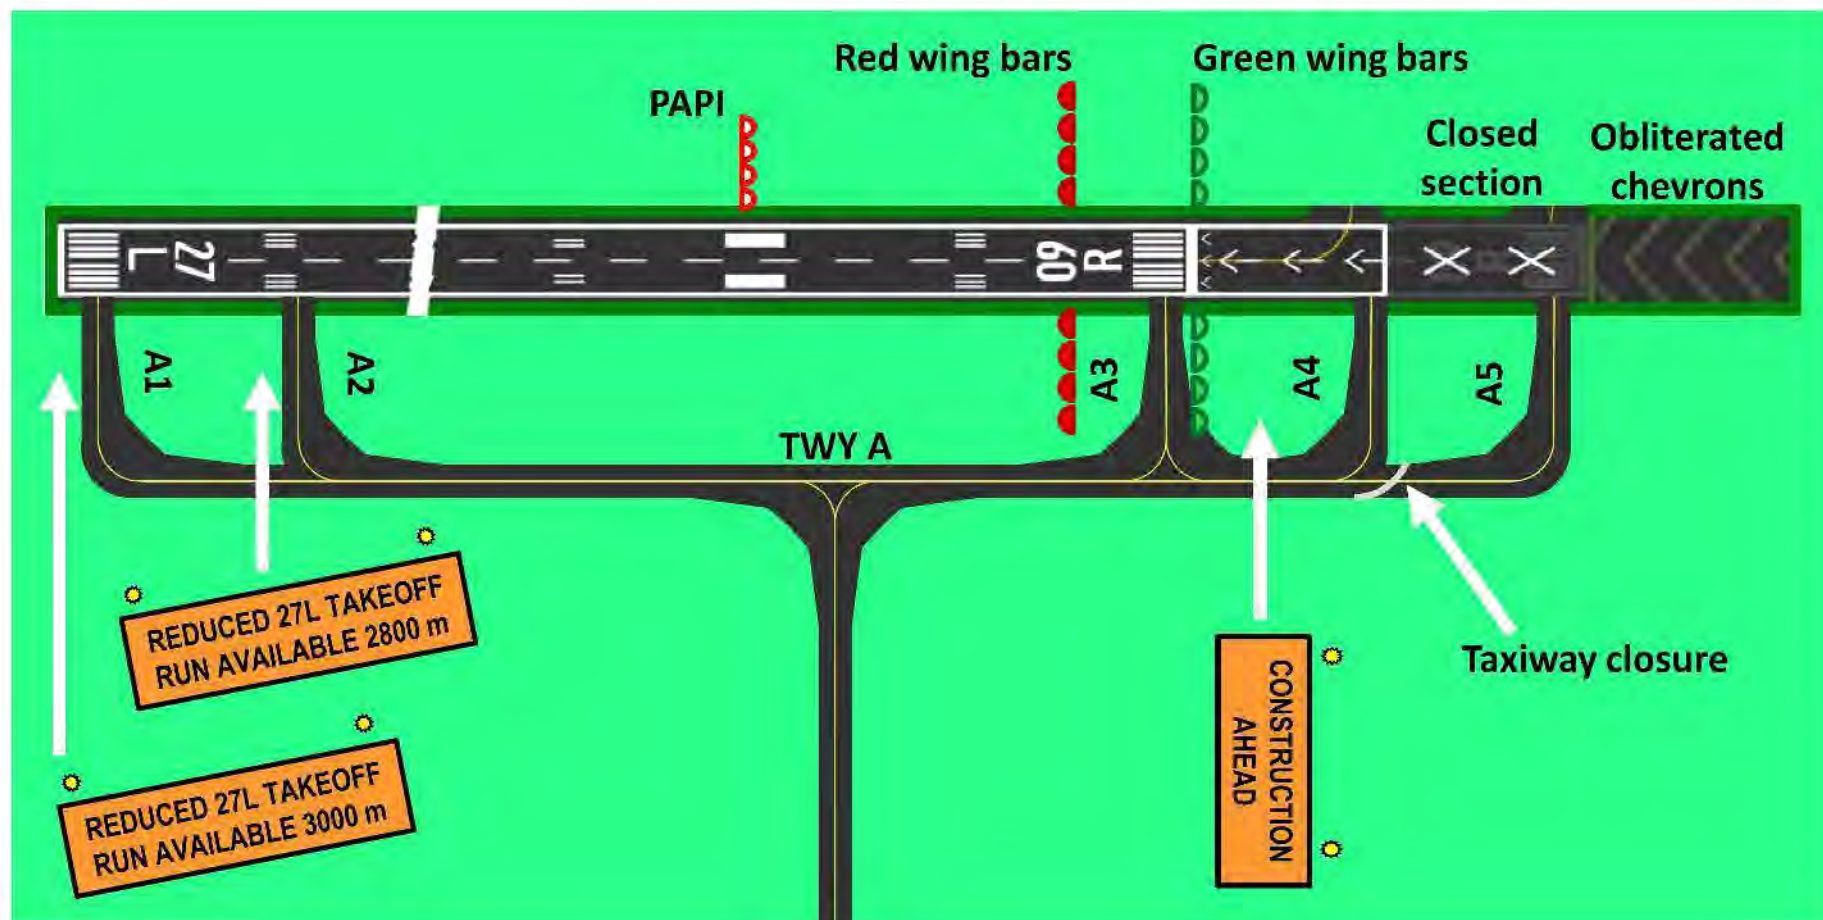 Red wing bars
Green wing bars
PAPI
Closed
section
Obliterated
chevrons
27
L
09
R
A1
A2
A3
A4
A5
TWY A
REDUCED 27L TAKEOFF
RUN AVAILABLE 2800 m
REDUCED 27L TAKEOFF
RUN AVAILABLE 3000 m
CONSTRUCTION
AHEAD
Taxiway closure